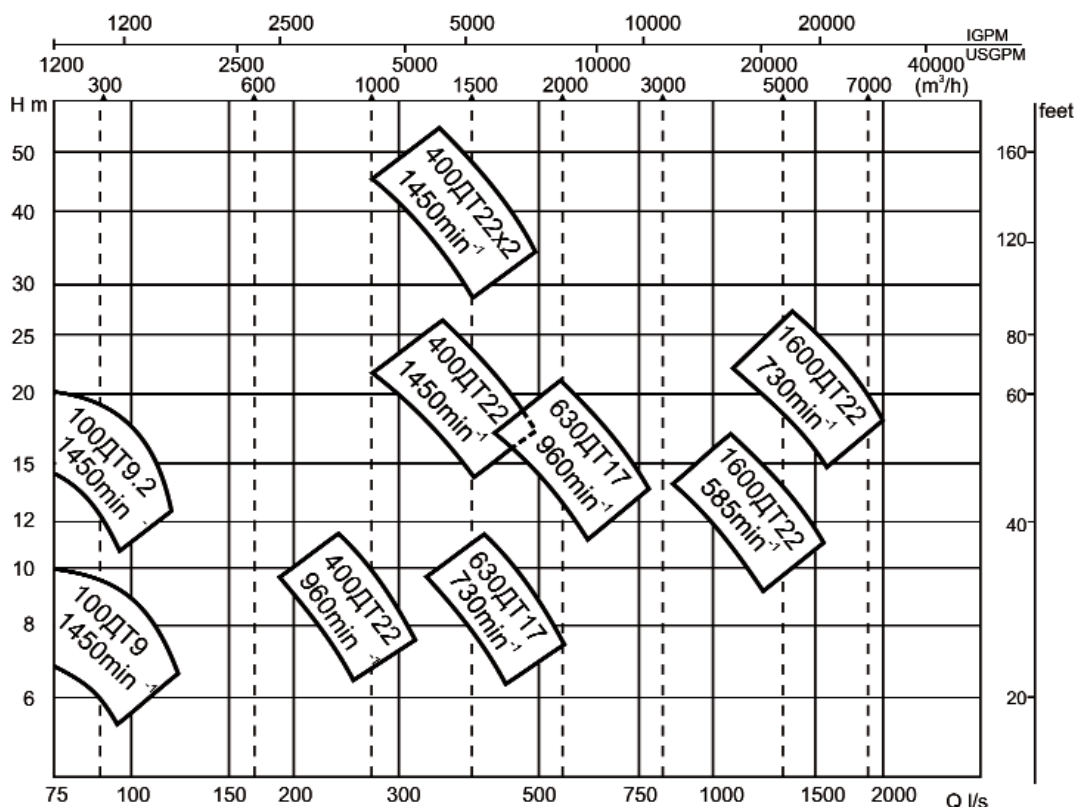 1200 2500 5000 10000 20000 IGPM
USGPM
1200 2500 5000 10000 20000 40000
300 600 1000 1500 2000 3000 5000 7000 (m³/h)
H m
feet
50
160
40
120
30
25
80
20
60
15
12
40
10
8
6
20
400ДТ22x2
1450min⁻¹
400ДТ22
1450min⁻¹
630ДТ17
960min⁻¹
1600ДТ22
730min⁻¹
100ДТ9.2
1450min⁻
1600ДТ22
585min⁻¹
400ДТ22
960min⁻¹
630ДТ17
730min⁻¹
100ДТ9
1450min⁻¹
75 100 150 200 300 400 500 750 1000 1500 2000 Q l/s